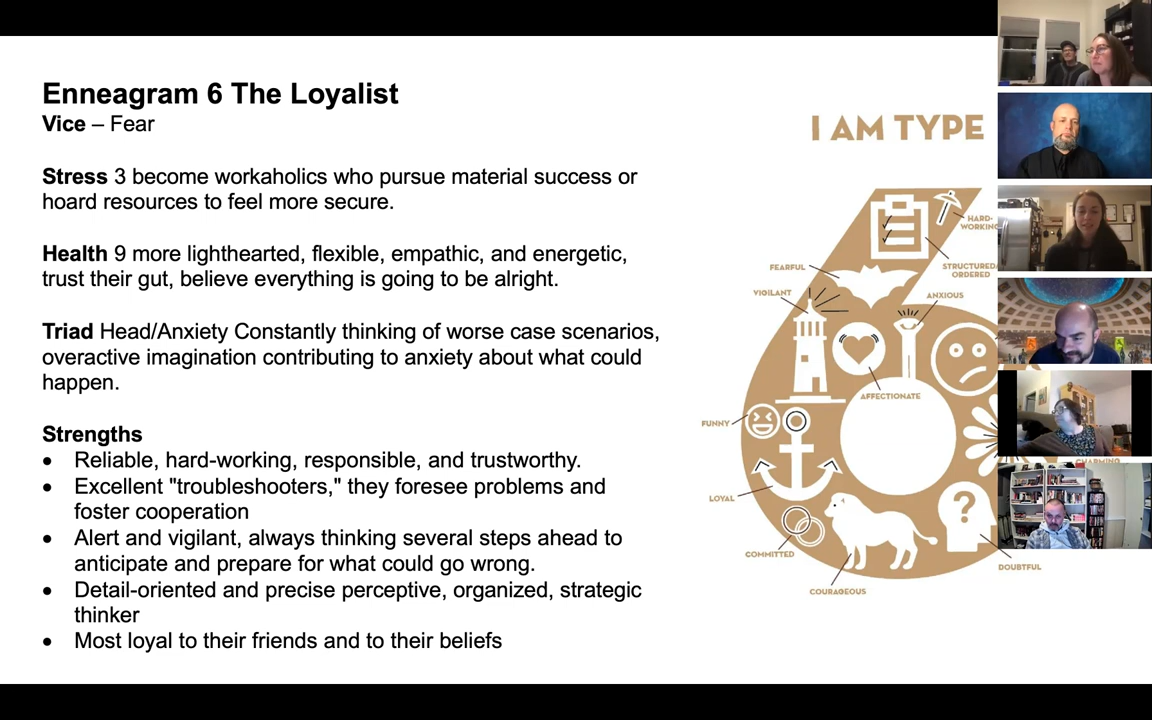 Enneagram 6 The Loyalist
Vice – Fear
Stress 3 become workaholics who pursue material success or
hoard resources to feel more secure.
Health 9 more lighthearted, flexible, empathic, and energetic,
trust their gut, believe everything is going to be alright.
Triad Head/Anxiety Constantly thinking of worse case scenarios,
overactive imagination contributing to anxiety about what could
happen.
Strengths
• Reliable, hard-working, responsible, and trustworthy.
• Excellent "troubleshooters," they foresee problems and
foster cooperation
• Alert and vigilant, always thinking several steps ahead to
anticipate and prepare for what could go wrong.
• Detail-oriented and precise perceptive, organized, strategic
thinker
• Most loyal to their friends and to their beliefs
I AM TYPE
HARD-
WORKING
STRUCTURED
ORDERED
FEARFUL
VIGILANT
ANXIOUS
AFFECTIONATE
FUNNY
CHARMING
LOYAL
?
COMMITTED
DOUBTFUL
COURAGEOUS